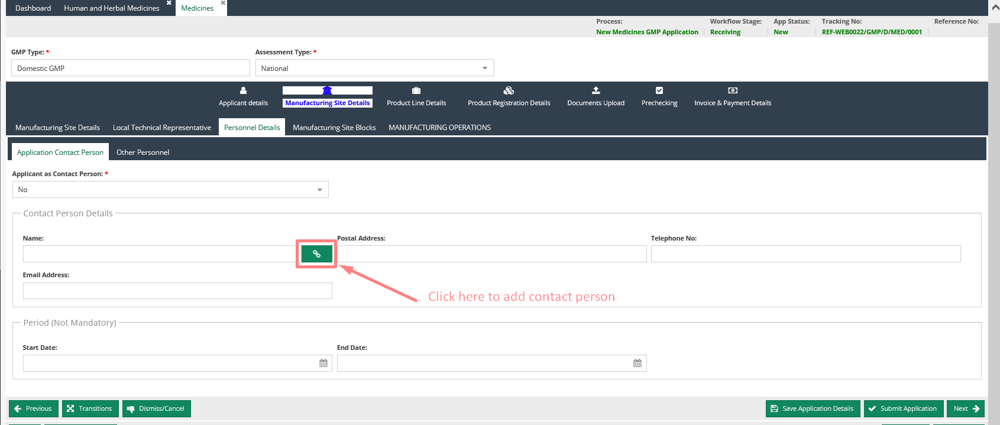 Dashboard Human and Herbal Medicines Medicines
Process: Workflow Stage: App Status: Tracking No: Reference No:
New Medicines GMP Application Receiving New REF-WEB0022/GMP/D/MED/0001
GMP Type: * Assessment Type: *
Domestic GMP National
Applicant details Manufacturing Site Details Product Line Details Product Registration Details Documents Upload Prechecking Invoice & Payment Details
Manufacturing Site Details Local Technical Representative Personnel Details Manufacturing Site Blocks MANUFACTURING OPERATIONS
Application Contact Person Other Personnel
Applicant as Contact Person: *
No
Contact Person Details
Name: Postal Address: Telephone No:
Email Address:
Click here to add contact person
Period (Not Mandatory)
Start Date: End Date:
Previous Transitions Dismiss/Cancel Save Application Details Submit Application Next